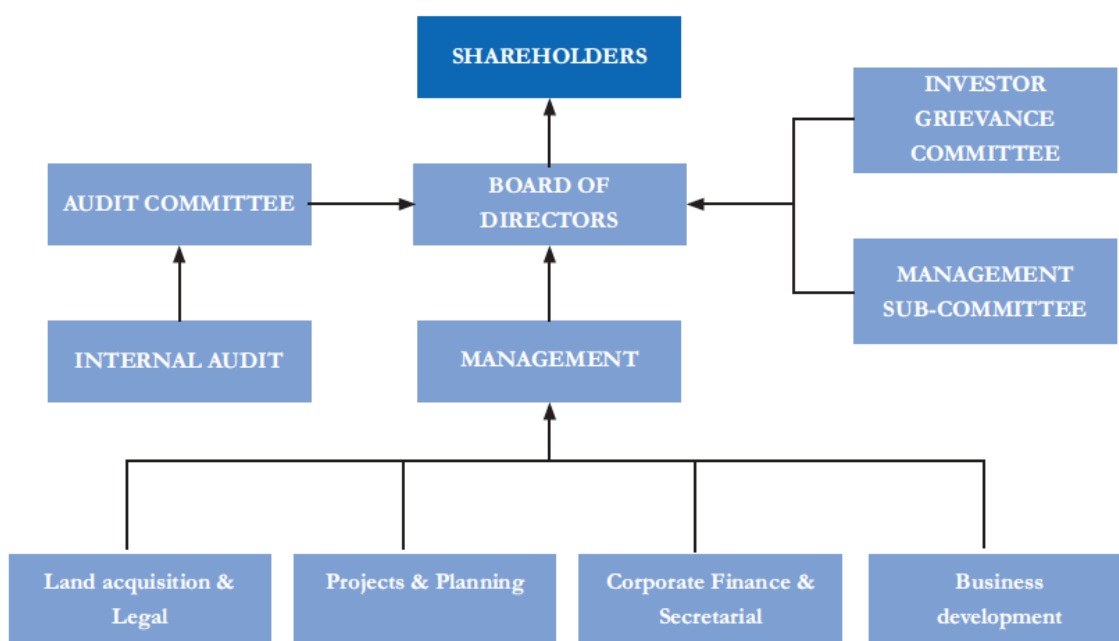 SHAREHOLDERS
INVESTOR
GRIEVANCE
COMMITTEE
AUDIT COMMITTEE
BOARD OF
DIRECTORS
MANAGEMENT
SUB-COMMITTEE
INTERNAL AUDIT
MANAGEMENT
Land acquisition &
Legal
Projects & Planning
Corporate Finance &
Secretarial
Business
development